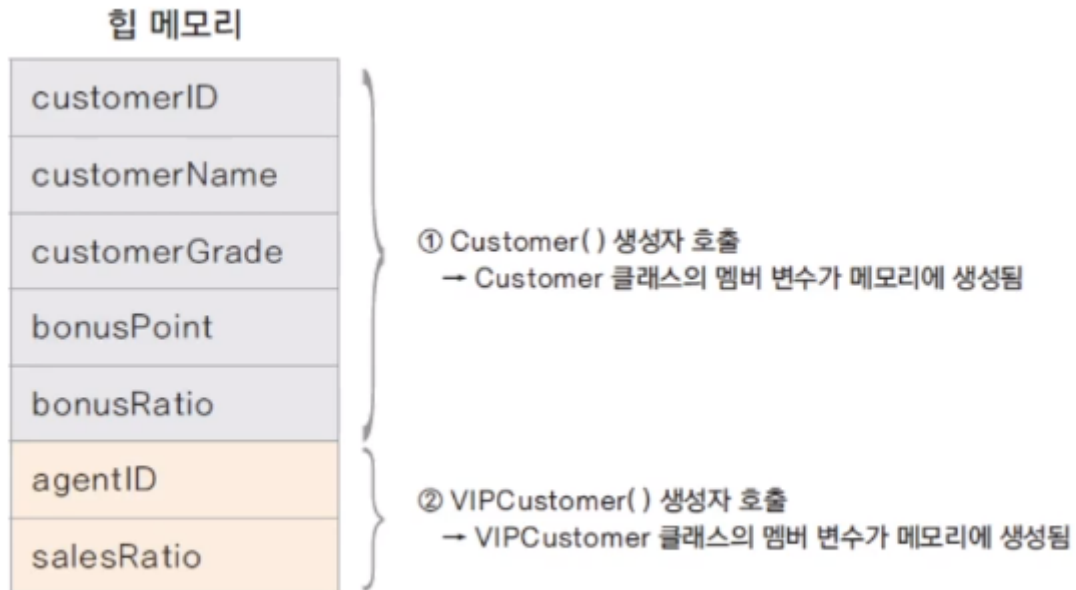 힙 메모리
customerID
customerName
customerGrade
bonusPoint
bonusRatio
agentID
salesRatio
① Customer( ) 생성자 호출
→ Customer 클래스의 멤버 변수가 메모리에 생성됨
② VIPCustomer( ) 생성자 호출
→ VIPCustomer 클래스의 멤버 변수가 메모리에 생성됨